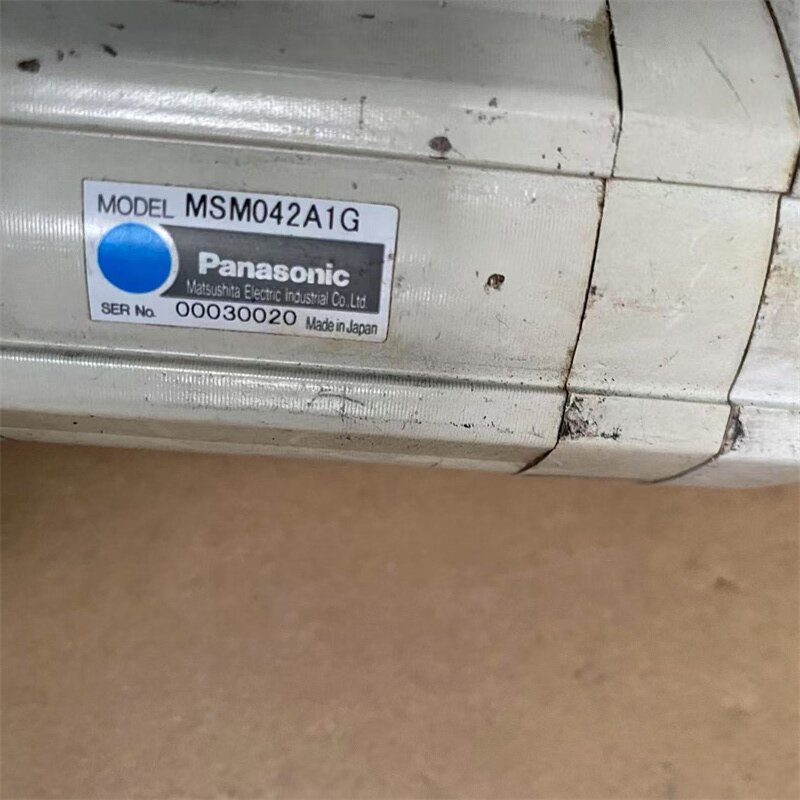 MODEL MSM042A1G
Panasonic
Matsushita Electric Industrial Co.,Ltd.
SER No. 00030020 Made in Japan